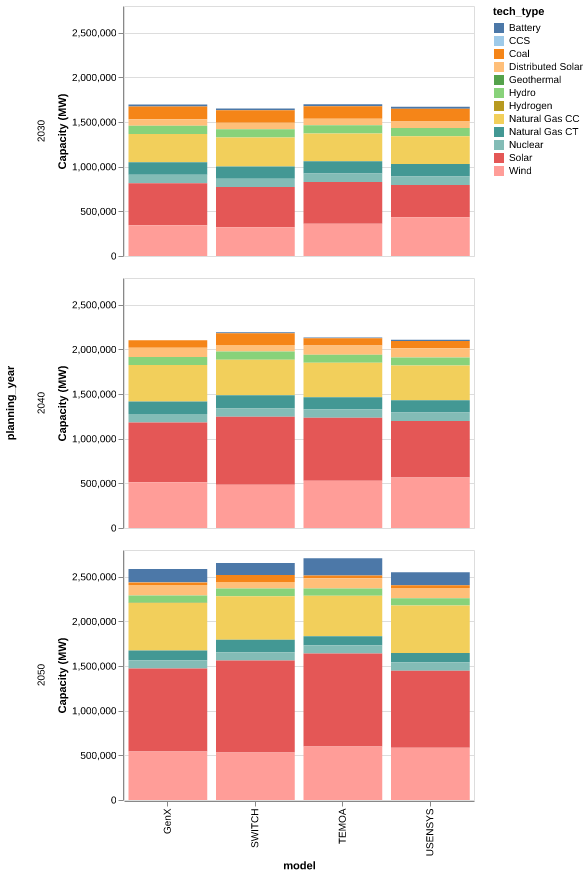 tech_type
Battery
CCS
Coal
Distributed Solar
Geothermal
Hydro
Hydrogen
Natural Gas CC
Natural Gas CT
Nuclear
Solar
Wind
planning_year
2030
Capacity (MW)
2,500,000
2,000,000
1,500,000
1,000,000
500,000
0
2040
Capacity (MW)
2,500,000
2,000,000
1,500,000
1,000,000
500,000
0
2050
Capacity (MW)
2,500,000
2,000,000
1,500,000
1,000,000
500,000
0
GenX
SWITCH
TEMOA
USENSYS
model